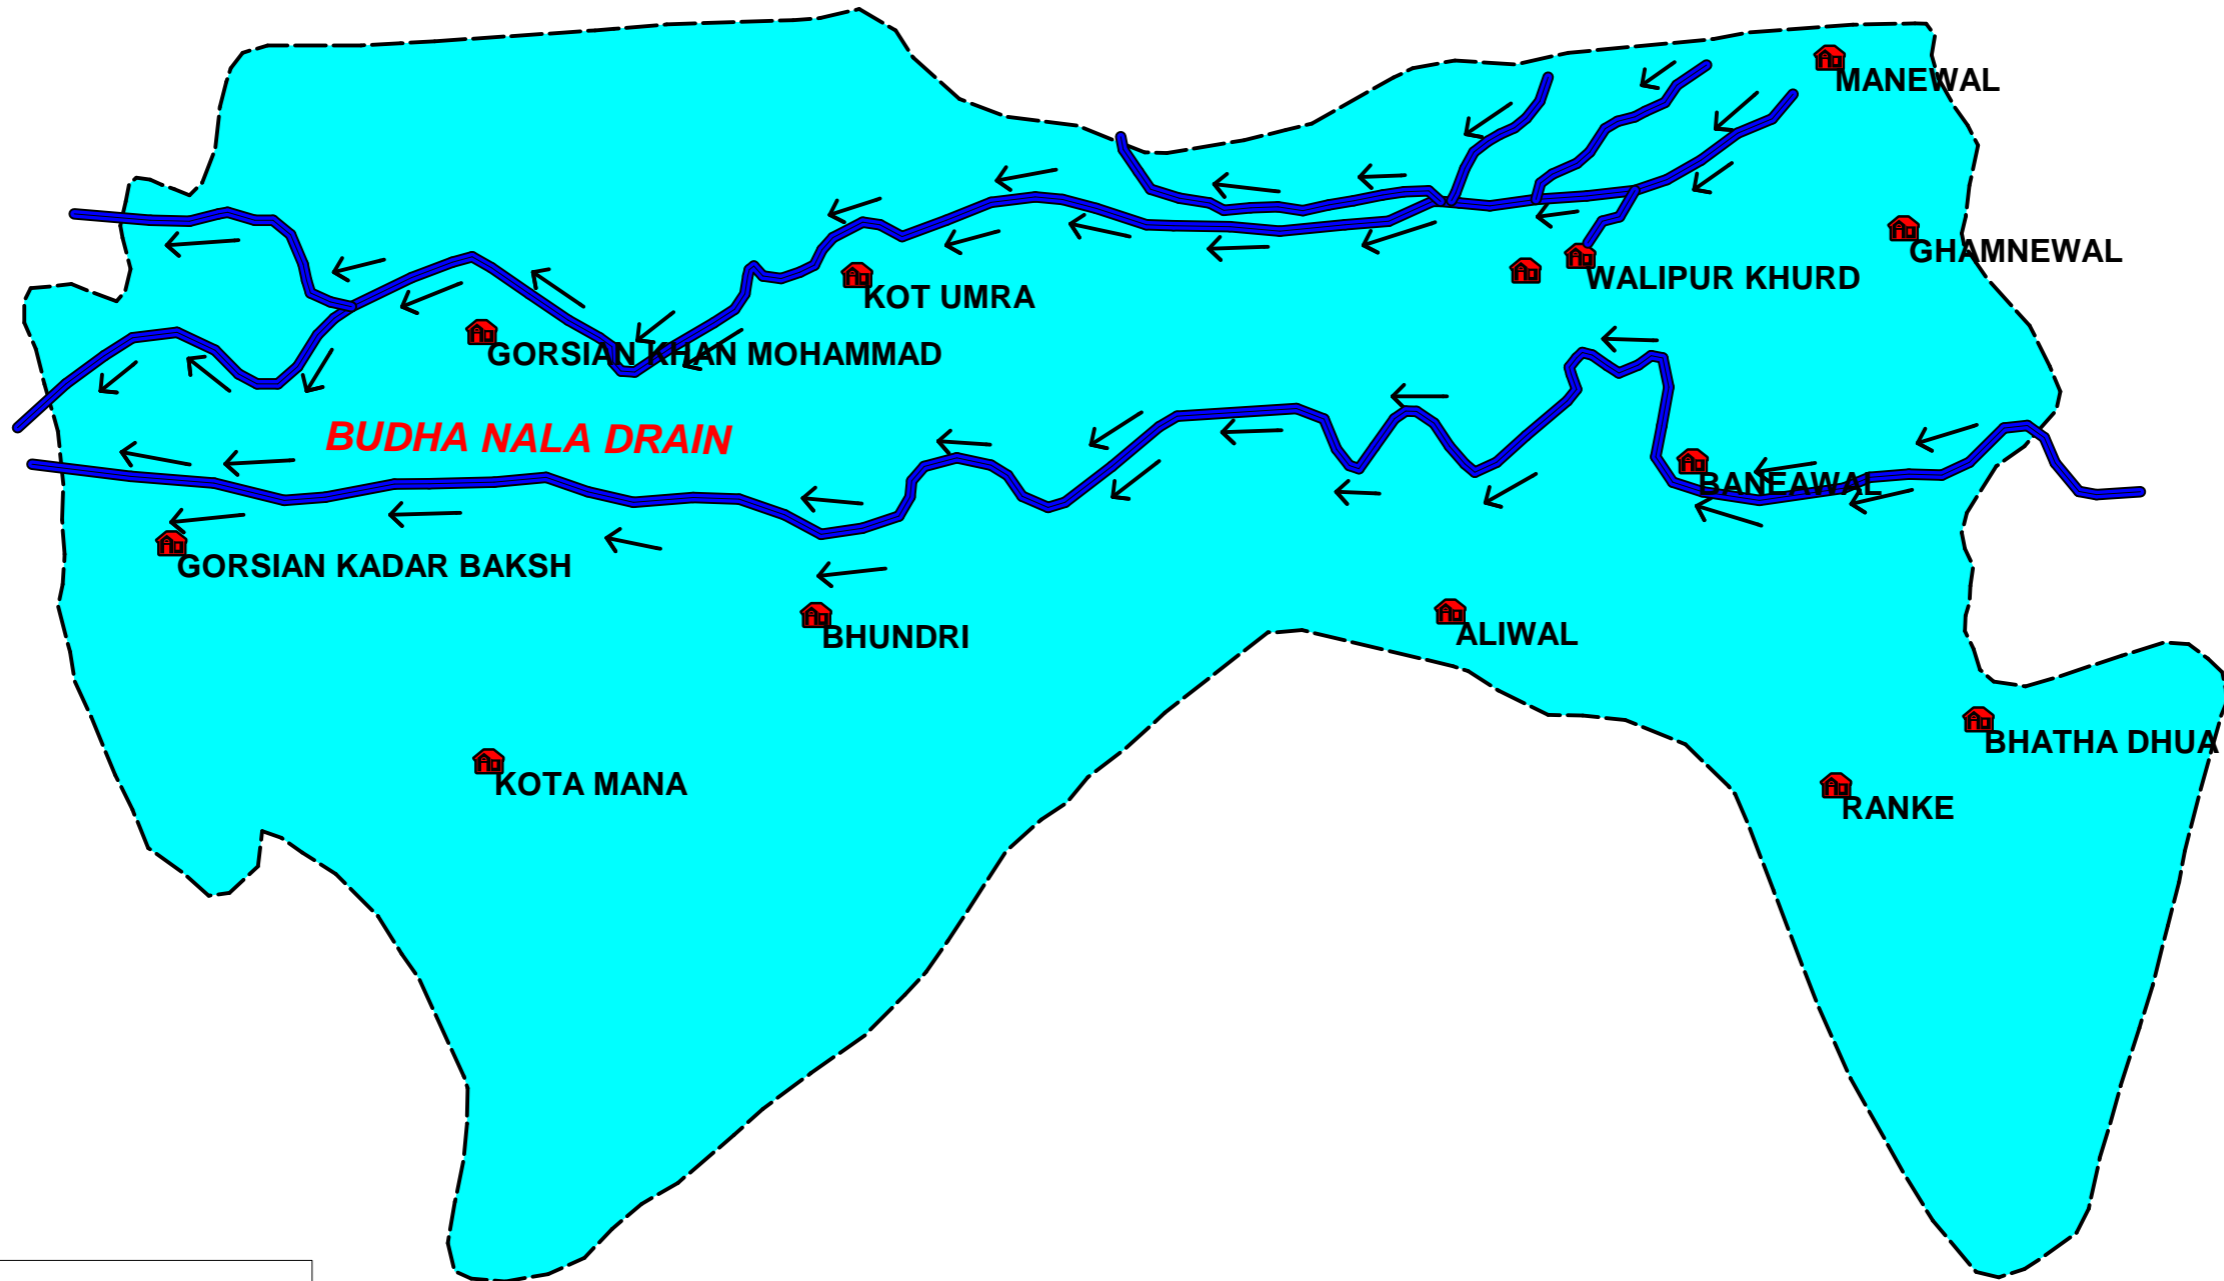 MANEWAL
GHAMNEWAL
WALIPUR KHURD
KOT UMRA
GORSIAN KHAN MOHAMMAD
BUDHA NALA DRAIN
BANEAWAL
GORSIAN KADAR BAKSH
BHUNDRI
ALIWAL
BHATHA DHUA
KOTA MANA
RANKE